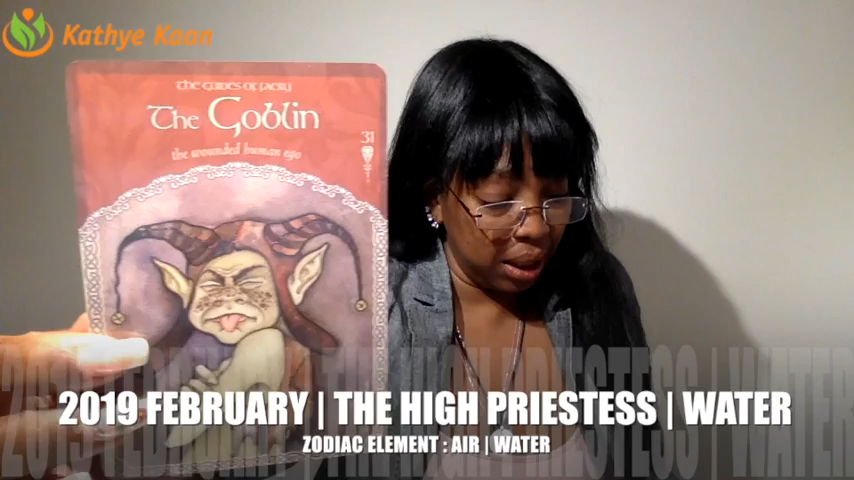 Kathye Kaan
THE GUIDES OF FAERY
The Goblin
31
the wounded human ego
2019 FEBRUARY | THE HIGH PRIESTESS | WATER
ZODIAC ELEMENT : AIR | WATER